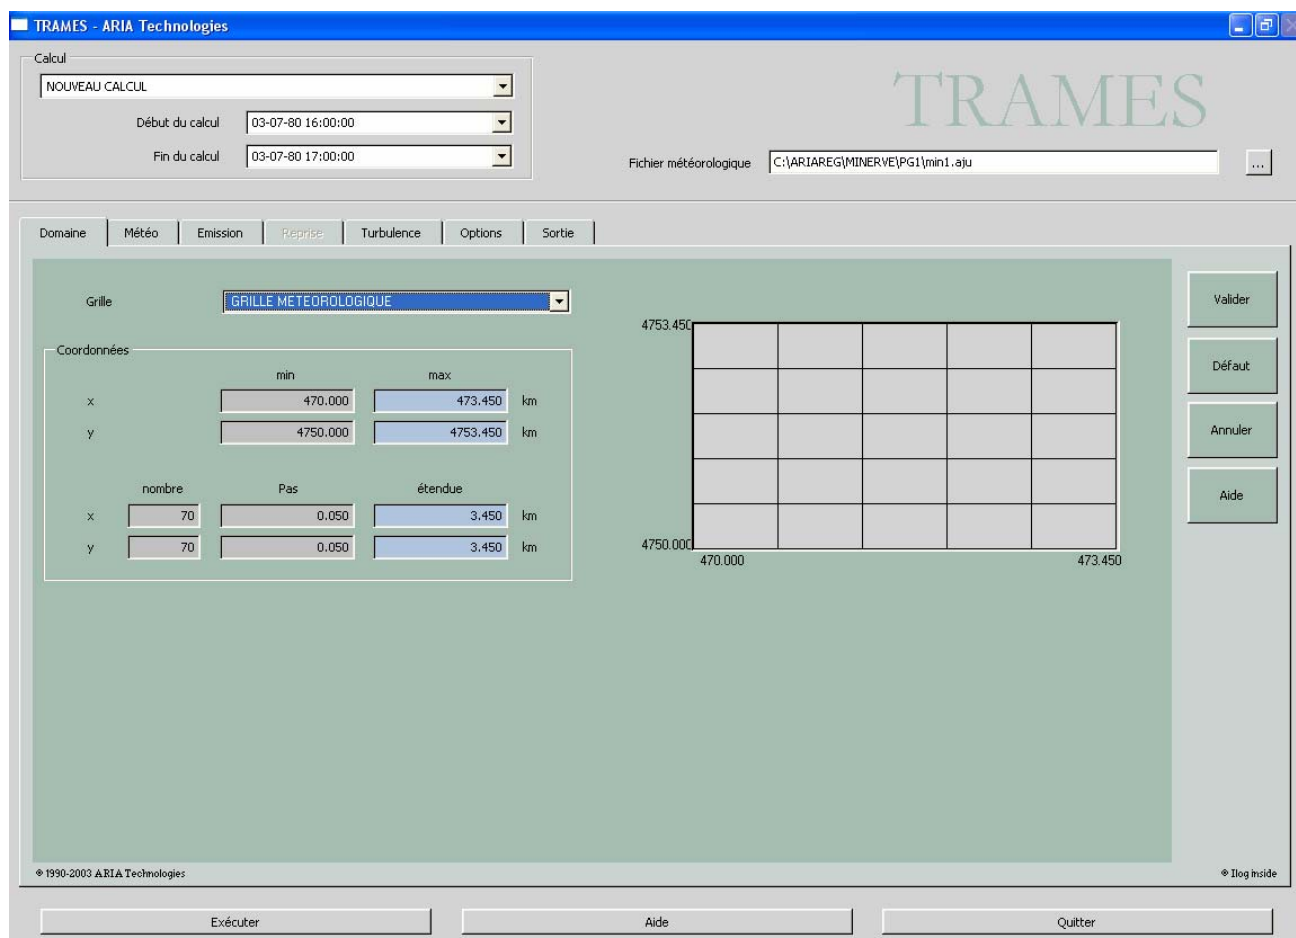 TRAMES - ARIA Technologies
Calcul
NOUVEAU CALCUL
Début du calcul 03-07-80 16:00:00
Fin du calcul 03-07-80 17:00:00
TRAMES
Fichier météorologique C:\ARIAREG\MINERVE\PG1\min1.aju ...
Domaine Météo Emission Reprise Turbulence Options Sortie
Grille GRILLE METEOROLOGIQUE
Coordonnées
min max
x 470.000 473.450 km
y 4750.000 4753.450 km
nombre Pas étendue
x 70 0.050 3.450 km
y 70 0.050 3.450 km
4753.450
4750.000
470.000 473.450
Valider
Défaut
Annuler
Aide
© 1990-2003 ARIA Technologies
© Ilog inside
Exécuter Aide Quitter